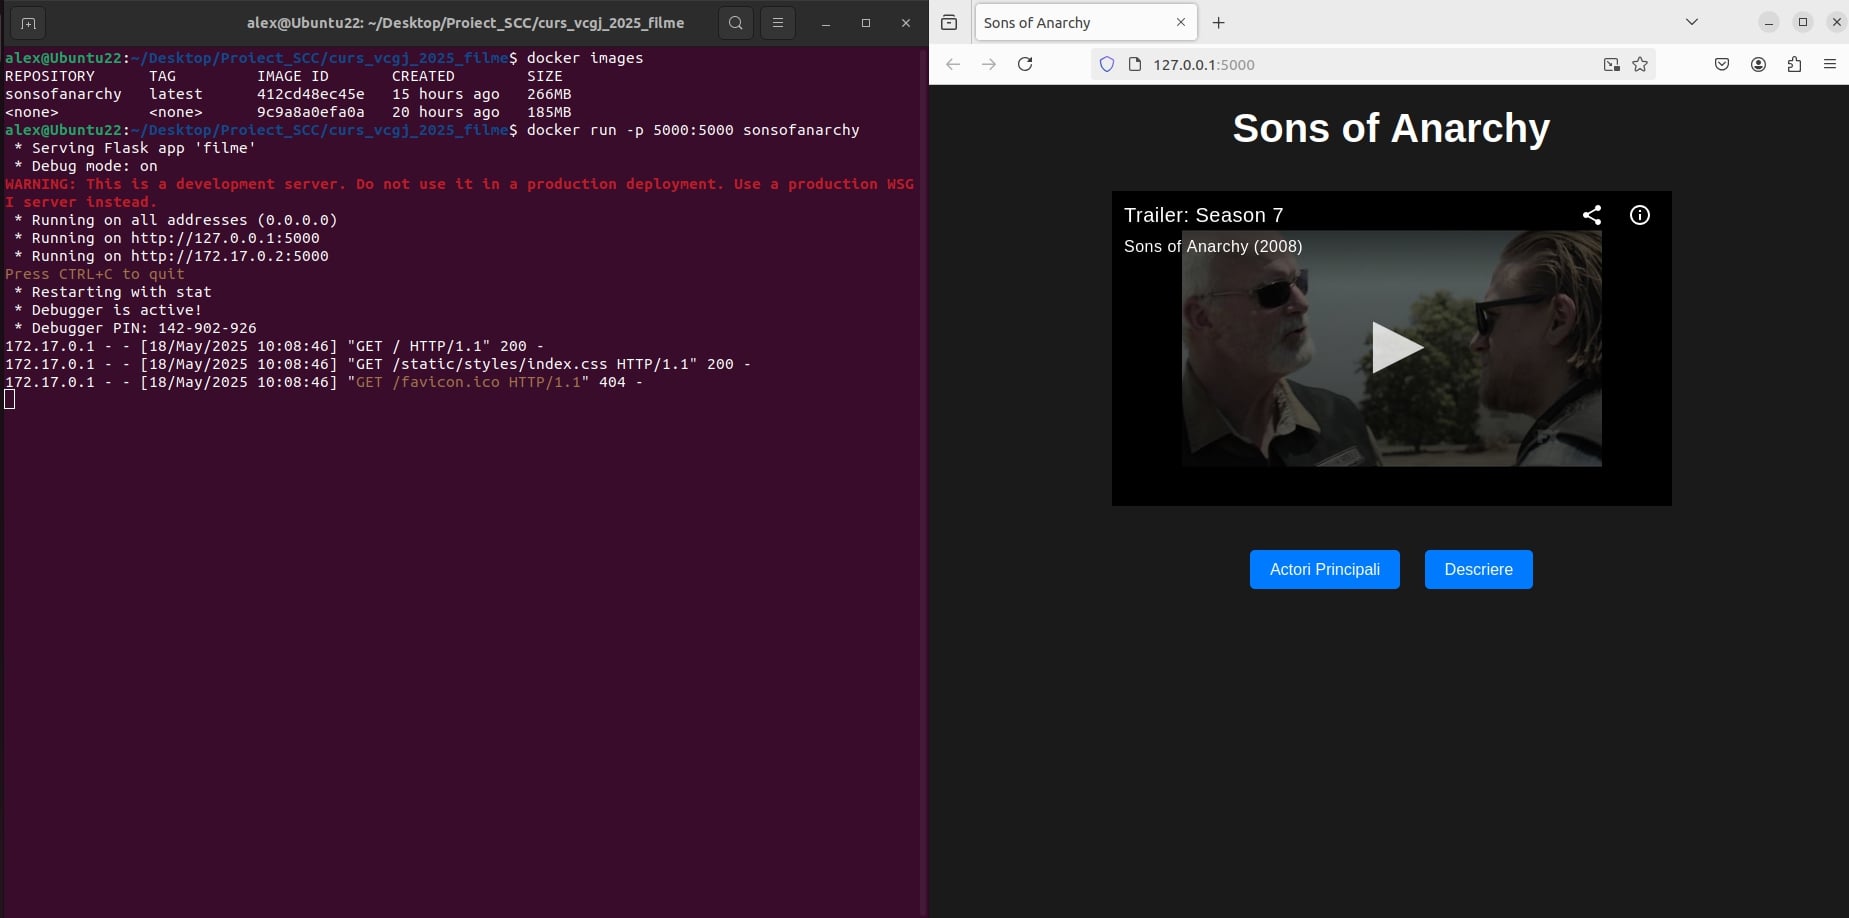 alex@Ubuntu22: ~/Desktop/Proiect_SCC/curs_vcgj_2025_filme
alex@Ubuntu22:~/Desktop/Proiect_SCC/curs_vcgj_2025_filme$ docker images
REPOSITORY TAG IMAGE ID CREATED SIZE
sonsofanarchy latest 412cd48ec45e 15 hours ago 266MB
<none> <none> 9c9a8a0efa0a 20 hours ago 185MB
alex@Ubuntu22:~/Desktop/Proiect_SCC/curs_vcgj_2025_filme$ docker run -p 5000:5000 sonsofanarchy
* Serving Flask app 'filme'
* Debug mode: on
WARNING: This is a development server. Do not use it in a production deployment. Use a production WSG
I server instead.
* Running on all addresses (0.0.0.0)
* Running on http://127.0.0.1:5000
* Running on http://172.17.0.2:5000
Press CTRL+C to quit
* Restarting with stat
* Debugger is active!
* Debugger PIN: 142-902-926
172.17.0.1 - - [18/May/2025 10:08:46] "GET / HTTP/1.1" 200 -
172.17.0.1 - - [18/May/2025 10:08:46] "GET /static/styles/index.css HTTP/1.1" 200 -
172.17.0.1 - - [18/May/2025 10:08:46] "GET /favicon.ico HTTP/1.1" 404 -
Sons of Anarchy
127.0.0.1:5000
Sons of Anarchy
Trailer: Season 7
Sons of Anarchy (2008)
FX
Actori Principali
Descriere